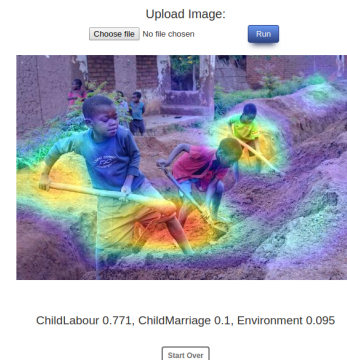 Upload Image:
Choose file No file chosen Run
ChildLabour 0.771, ChildMarriage 0.1, Environment 0.095
Start Over